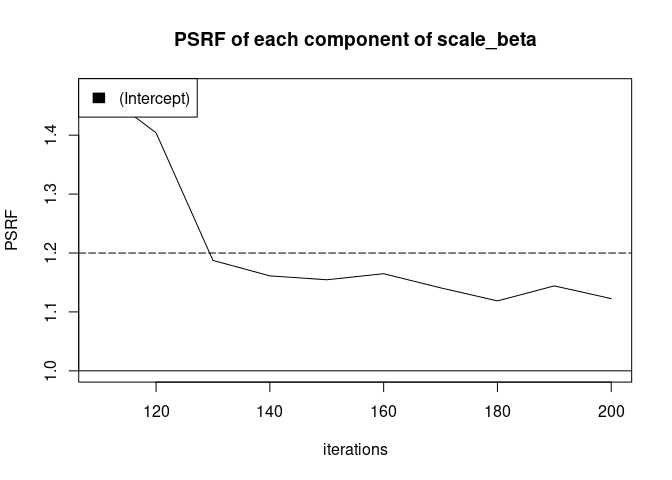 PSRF of each component of scale_beta
(Intercept)
PSRF
1.4
1.3
1.2
1.1
1.0
120 140 160 180 200
iterations